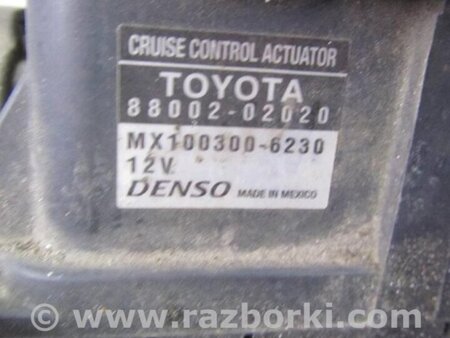 CRUISE CONTROL ACTUATOR
TOYOTA
88002-02020
MX100300-6230
12V
DENSO MADE IN MEXICO
www.razborki.com